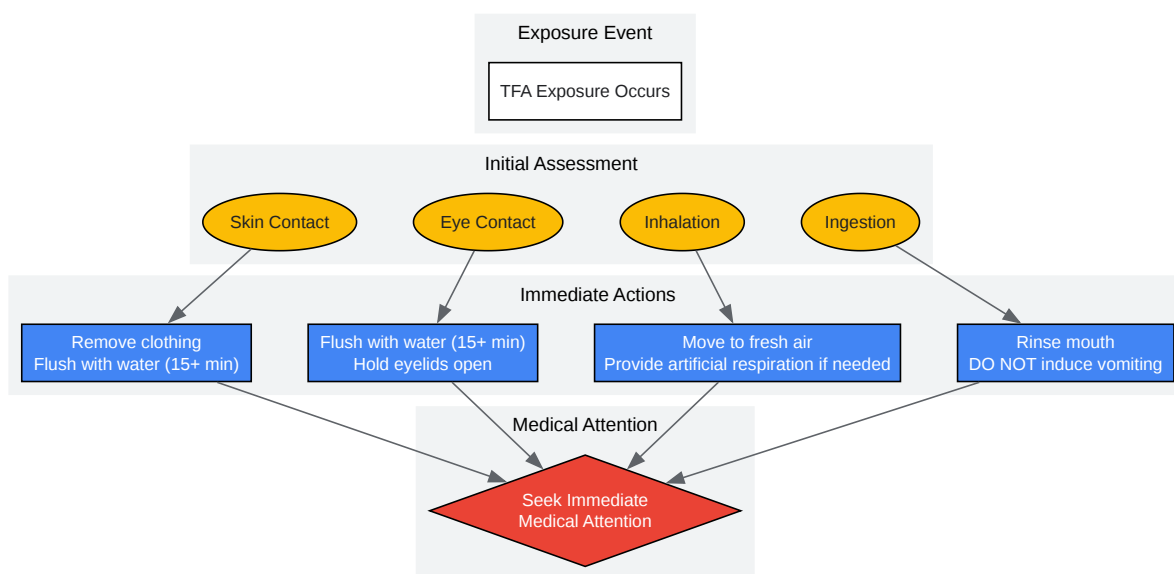 Exposure Event
TFA Exposure Occurs
Initial Assessment
Skin Contact
Eye Contact
Inhalation
Ingestion
Immediate Actions
Remove clothing
Flush with water (15+ min)
Flush with water (15+ min)
Hold eyelids open
Move to fresh air
Provide artificial respiration if needed
Rinse mouth
DO NOT induce vomiting
Medical Attention
Seek Immediate
Medical Attention